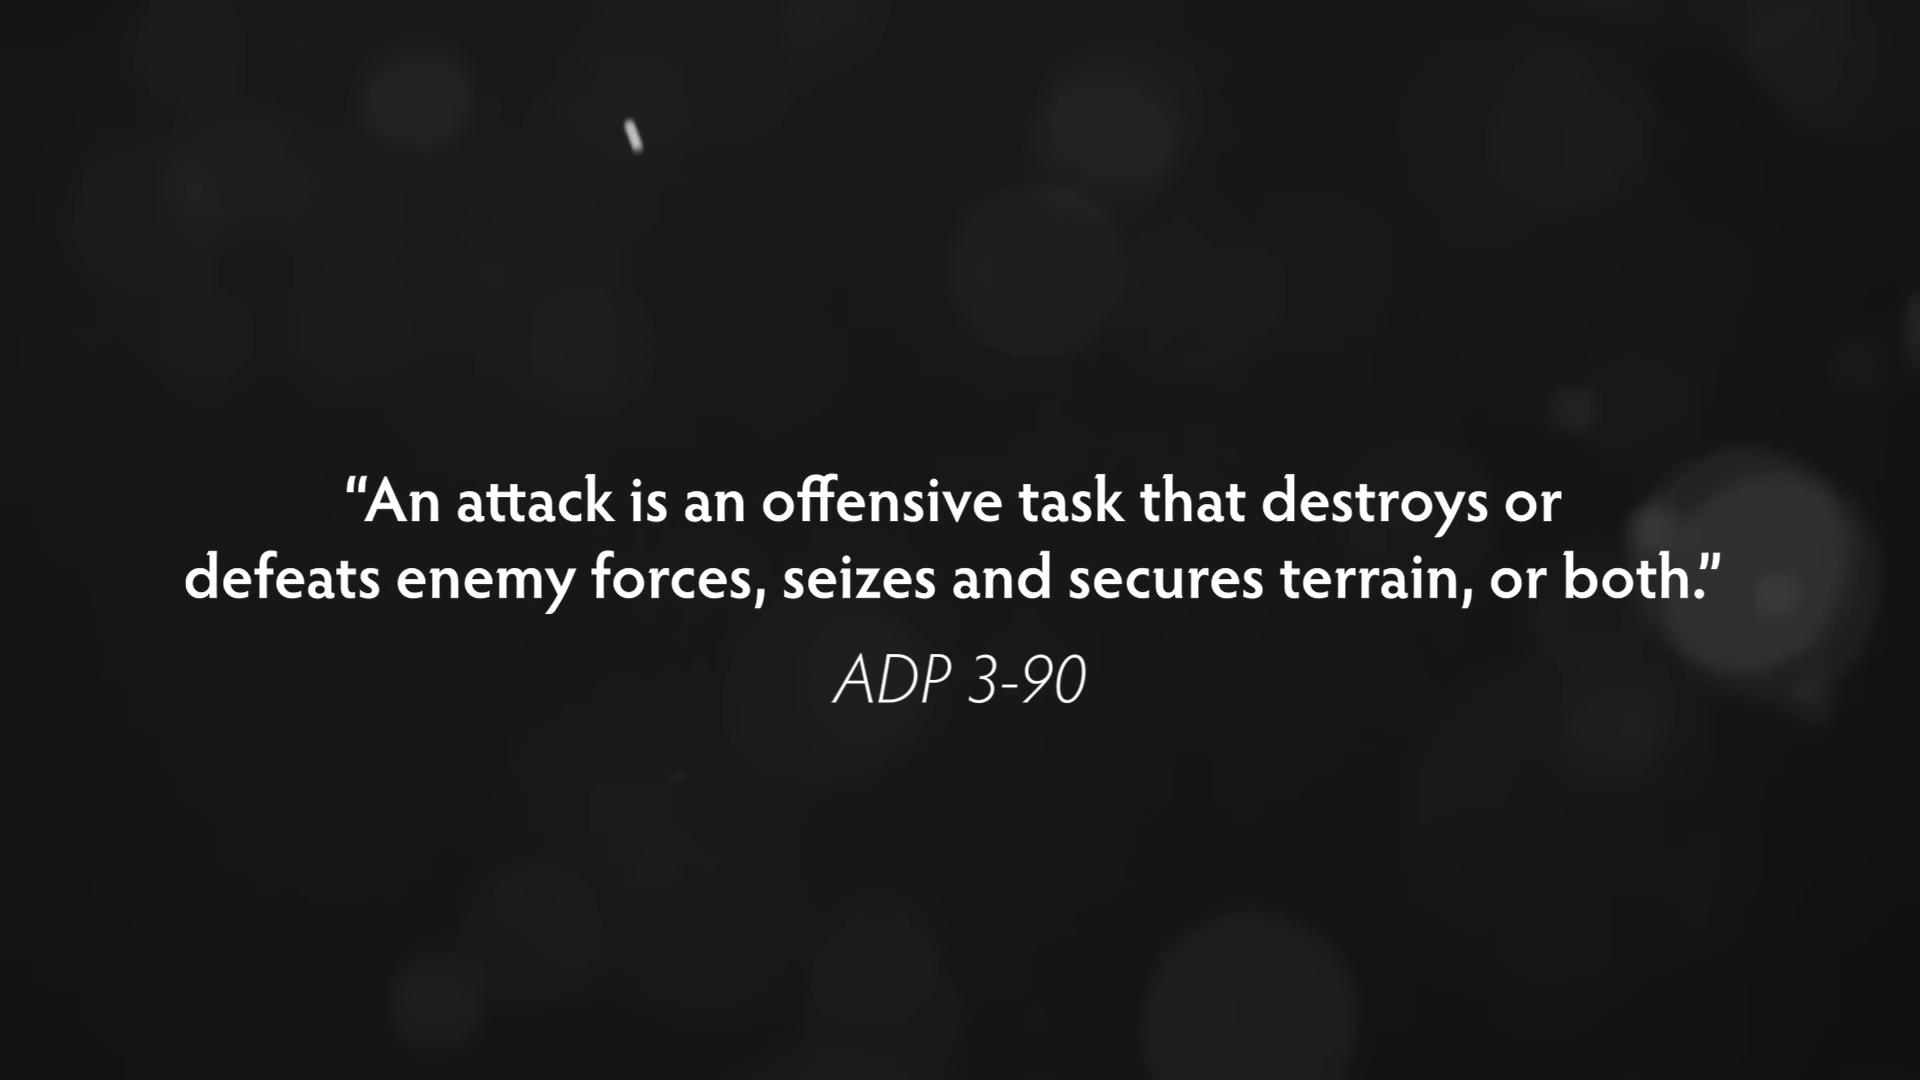 “An attack is an offensive task that destroys or
defeats enemy forces, seizes and secures terrain, or both.”
ADP 3-90